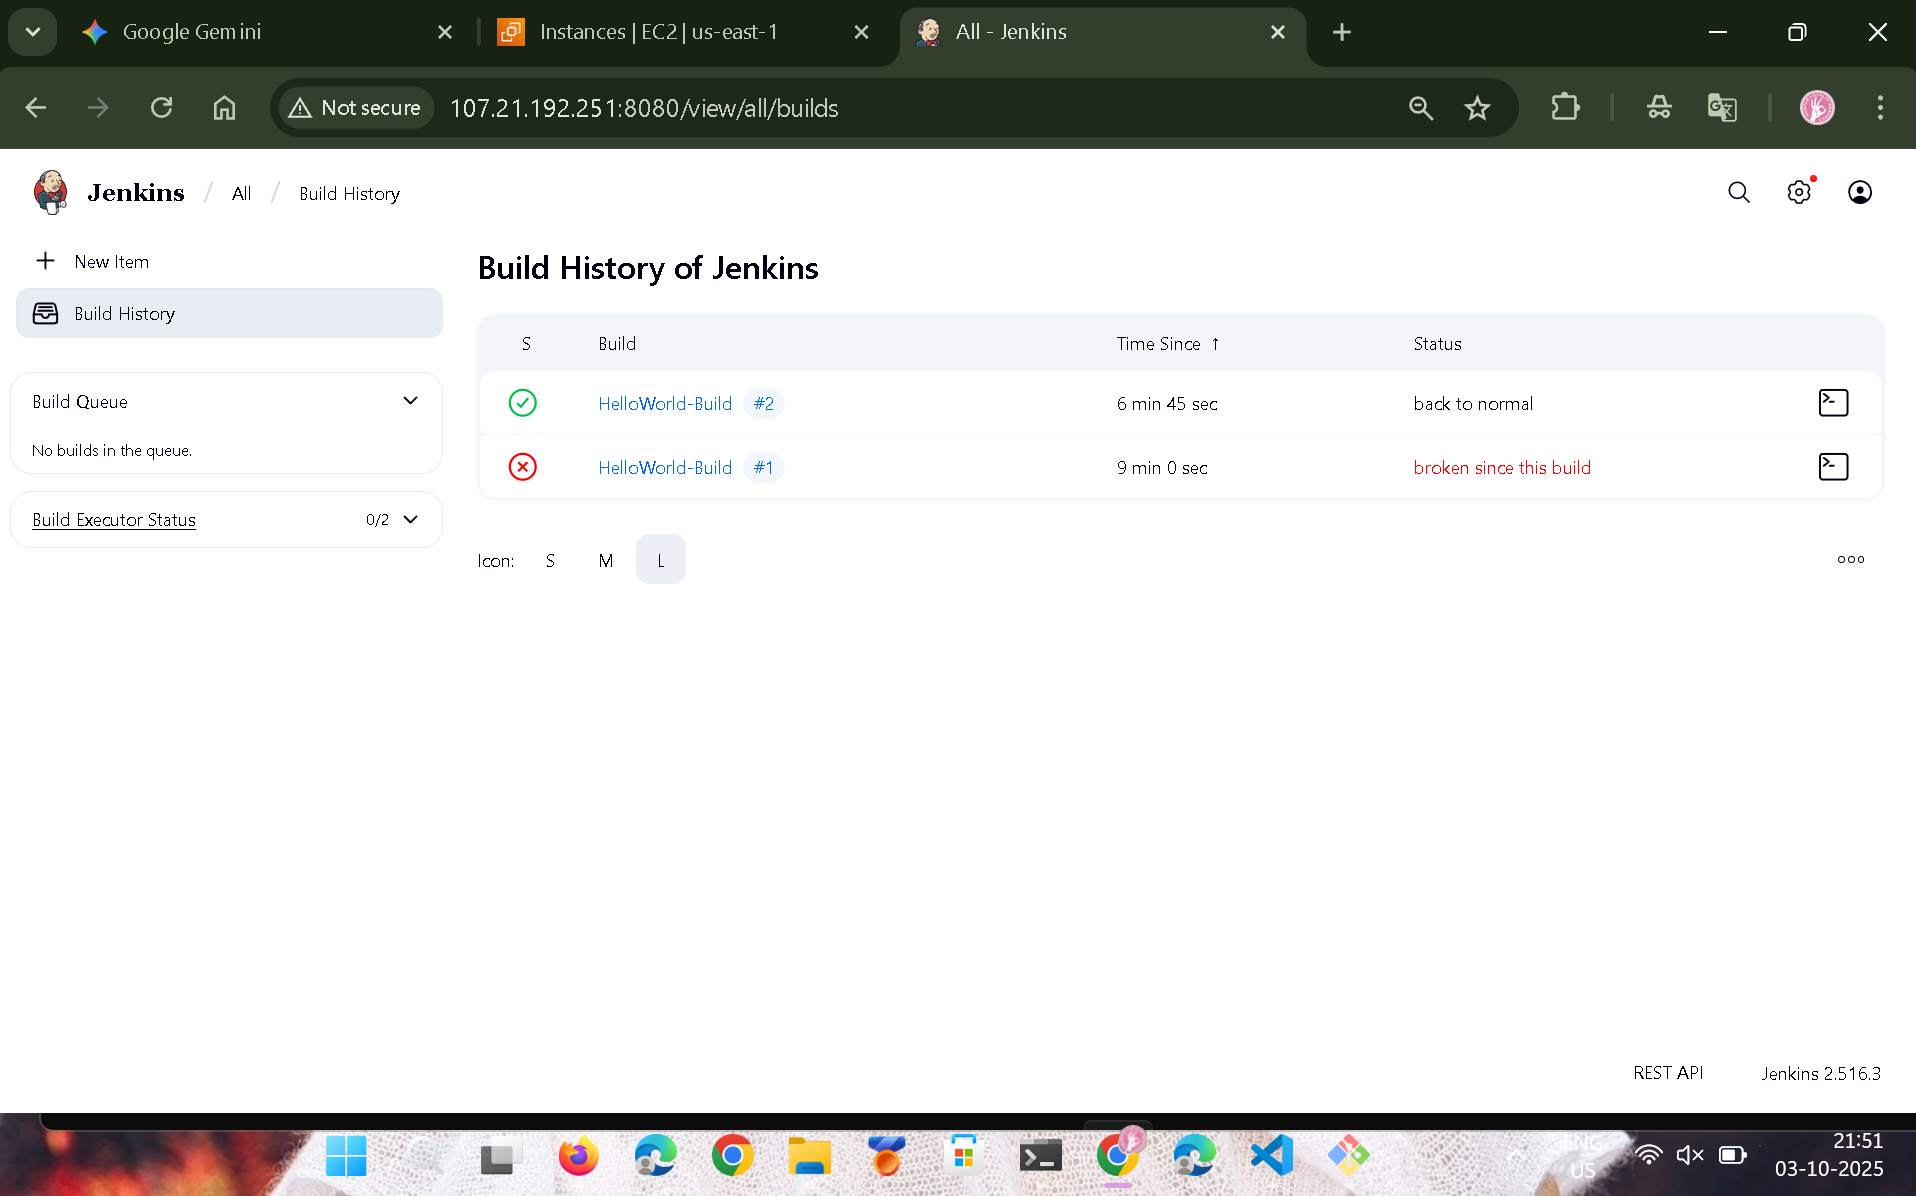 Google Gemini
Instances | EC2 | us-east-1
All - Jenkins
Not secure
107.21.192.251:8080/view/all/builds
Jenkins / All / Build History
New Item
Build History
Build Queue
No builds in the queue.
Build Executor Status 0/2
Build History of Jenkins
S Build Time Since ↑ Status
HelloWorld-Build #2 6 min 45 sec back to normal
HelloWorld-Build #1 9 min 0 sec broken since this build
Icon: S M L
REST API Jenkins 2.516.3
ENG
US
21:51
03-10-2025